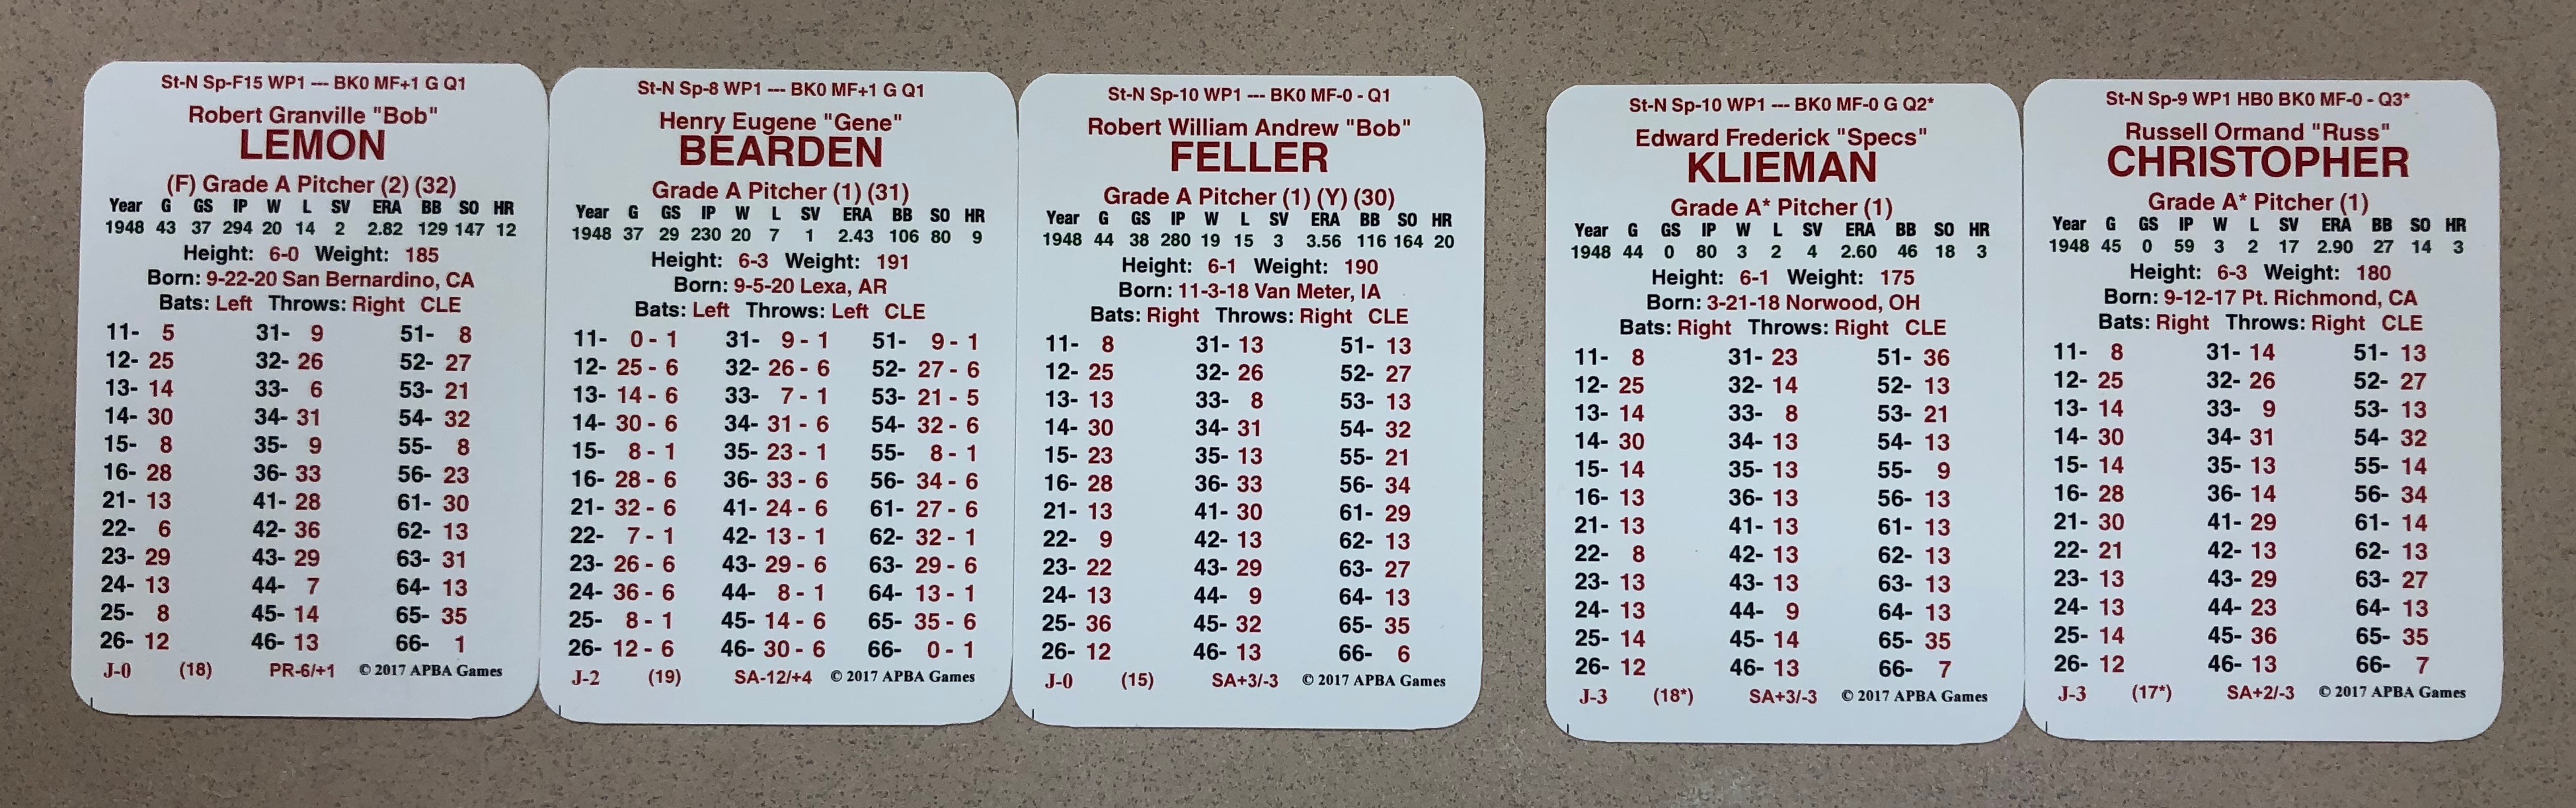 St-N Sp-F15 WP1 --- BK0 MF+1 G Q1
Robert Granville "Bob"
LEMON
(F) Grade A Pitcher (2) (32)
Year G GS IP W L SV ERA BB SO HR
1948 43 37 294 20 14 2 2.82 129 147 12
Height: 6-0 Weight: 185
Born: 9-22-20 San Bernardino, CA
Bats: Left Throws: Right CLE
11- 5 31- 9 51- 8
12- 25 32- 26 52- 27
13- 14 33- 6 53- 21
14- 30 34- 31 54- 32
15- 8 35- 9 55- 8
16- 28 36- 33 56- 23
21- 13 41- 28 61- 30
22- 6 42- 36 62- 13
23- 29 43- 29 63- 31
24- 13 44- 7 64- 13
25- 8 45- 14 65- 35
26- 12 46- 13 66- 1
J-0 (18) PR-6/+1 © 2017 APBA Games
St-N Sp-8 WP1 --- BK0 MF+1 G Q1
Henry Eugene "Gene"
BEARDEN
Grade A Pitcher (1) (31)
Year G GS IP W L SV ERA BB SO HR
1948 37 29 230 20 7 1 2.43 106 80 9
Height: 6-3 Weight: 191
Born: 9-5-20 Lexa, AR
Bats: Left Throws: Left CLE
11- 0 - 1 31- 9 - 1 51- 9 - 1
12- 25 - 6 32- 26 - 6 52- 27 - 6
13- 14 - 6 33- 7 - 1 53- 21 - 5
14- 30 - 6 34- 31 - 6 54- 32 - 6
15- 8 - 1 35- 23 - 1 55- 8 - 1
16- 28 - 6 36- 33 - 6 56- 34 - 6
21- 32 - 6 41- 24 - 6 61- 27 - 6
22- 7 - 1 42- 13 - 1 62- 32 - 1
23- 26 - 6 43- 29 - 6 63- 29 - 6
24- 36 - 6 44- 8 - 1 64- 13 - 1
25- 8 - 1 45- 14 - 6 65- 35 - 6
26- 12 - 6 46- 30 - 6 66- 0 - 1
J-2 (19) SA-12/+4 © 2017 APBA Games
St-N Sp-10 WP1 --- BK0 MF-0 - Q1
Robert William Andrew "Bob"
FELLER
Grade A Pitcher (1) (Y) (30)
Year G GS IP W L SV ERA BB SO HR
1948 44 38 280 19 15 3 3.56 116 164 20
Height: 6-1 Weight: 190
Born: 11-3-18 Van Meter, IA
Bats: Right Throws: Right CLE
11- 8 31- 13 51- 13
12- 25 32- 26 52- 27
13- 13 33- 8 53- 13
14- 30 34- 31 54- 32
15- 23 35- 13 55- 21
16- 28 36- 33 56- 34
21- 13 41- 30 61- 29
22- 9 42- 13 62- 13
23- 22 43- 29 63- 27
24- 13 44- 9 64- 13
25- 36 45- 32 65- 35
26- 12 46- 13 66- 6
J-0 (15) SA+3/-3 © 2017 APBA Games
St-N Sp-10 WP1 --- BK0 MF-0 G Q2*
Edward Frederick "Specs"
KLIEMAN
Grade A* Pitcher (1)
Year G GS IP W L SV ERA BB SO HR
1948 44 0 80 3 2 4 2.60 46 18 3
Height: 6-1 Weight: 175
Born: 3-21-18 Norwood, OH
Bats: Right Throws: Right CLE
11- 8 31- 23 51- 36
12- 25 32- 14 52- 13
13- 14 33- 8 53- 21
14- 30 34- 13 54- 13
15- 14 35- 13 55- 9
16- 13 36- 13 56- 13
21- 13 41- 13 61- 13
22- 8 42- 13 62- 13
23- 13 43- 13 63- 13
24- 13 44- 9 64- 13
25- 14 45- 14 65- 35
26- 12 46- 13 66- 7
J-3 (18*) SA+3/-3 © 2017 APBA Games
St-N Sp-9 WP1 HB0 BK0 MF-0 - Q3*
Russell Ormand "Russ"
CHRISTOPHER
Grade A* Pitcher (1)
Year G GS IP W L SV ERA BB SO HR
1948 45 0 59 3 2 17 2.90 27 14 3
Height: 6-3 Weight: 180
Born: 9-12-17 Pt. Richmond, CA
Bats: Right Throws: Right CLE
11- 8 31- 14 51- 13
12- 25 32- 26 52- 27
13- 14 33- 9 53- 13
14- 30 34- 31 54- 32
15- 14 35- 13 55- 14
16- 28 36- 14 56- 34
21- 30 41- 29 61- 14
22- 21 42- 13 62- 13
23- 13 43- 29 63- 27
24- 13 44- 23 64- 13
25- 14 45- 36 65- 35
26- 12 46- 13 66- 7
J-3 (17*) SA+2/-3 © 2017 APBA Games